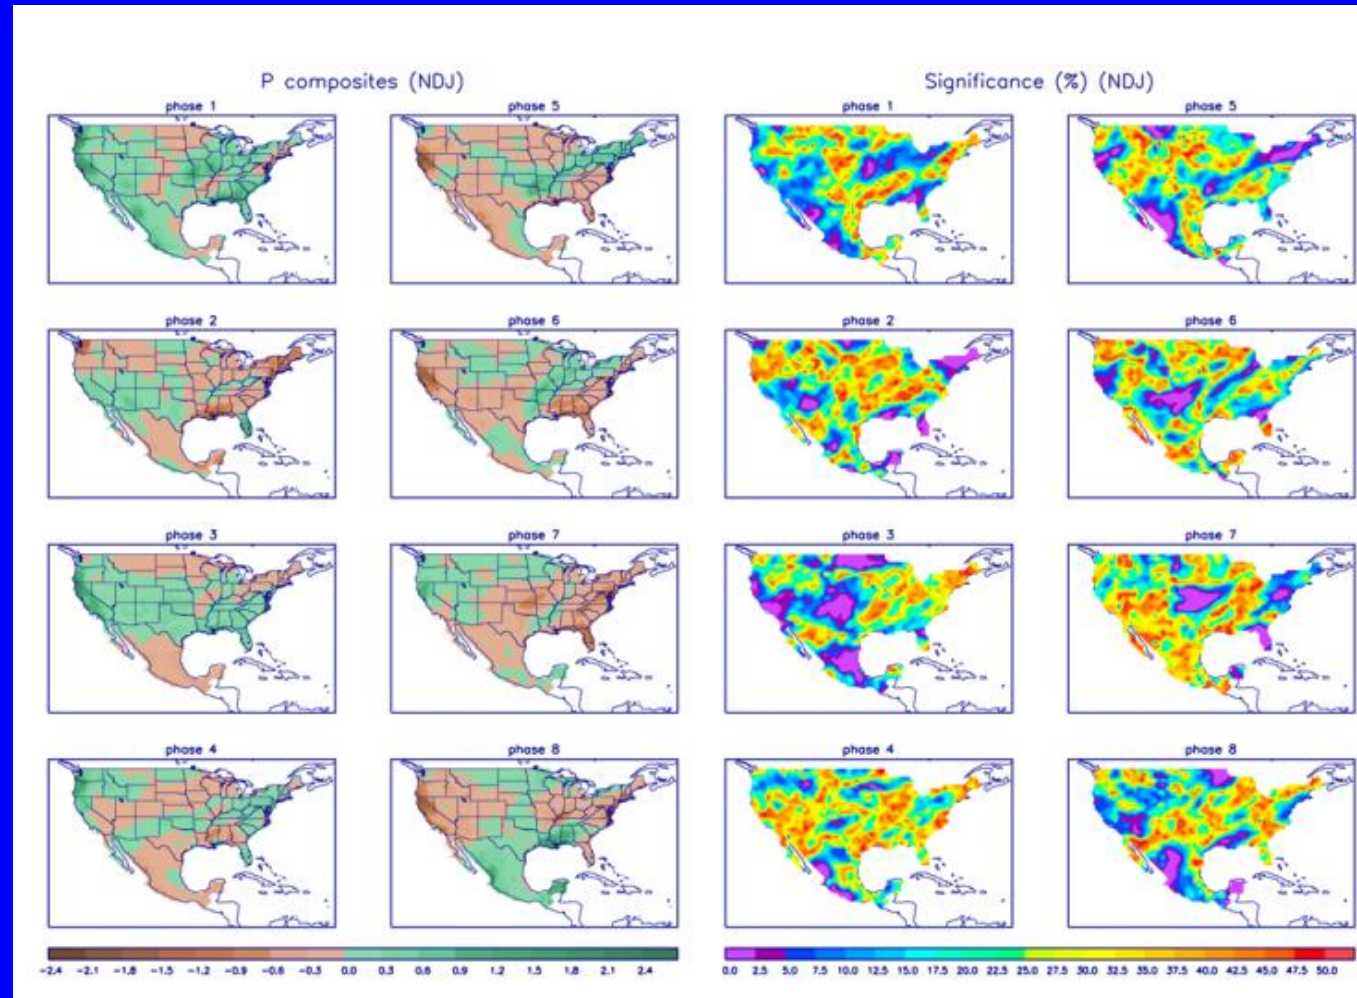 P composites (NDJ) Significance (%) (NDJ)
phase 1 phase 5 phase 1 phase 5
phase 2 phase 6 phase 2 phase 6
phase 3 phase 7 phase 3 phase 7
phase 4 phase 8 phase 4 phase 8
-2.4 -2.1 -1.8 -1.5 -1.2 -0.9 -0.6 -0.3 0.0 0.3 0.6 0.9 1.2 1.5 1.8 2.1 2.4
0.0 2.5 5.0 7.5 10.0 12.5 15.0 17.5 20.0 22.5 25.0 27.5 30.0 32.5 35.0 37.5 40.0 42.5 45.0 47.5 50.0